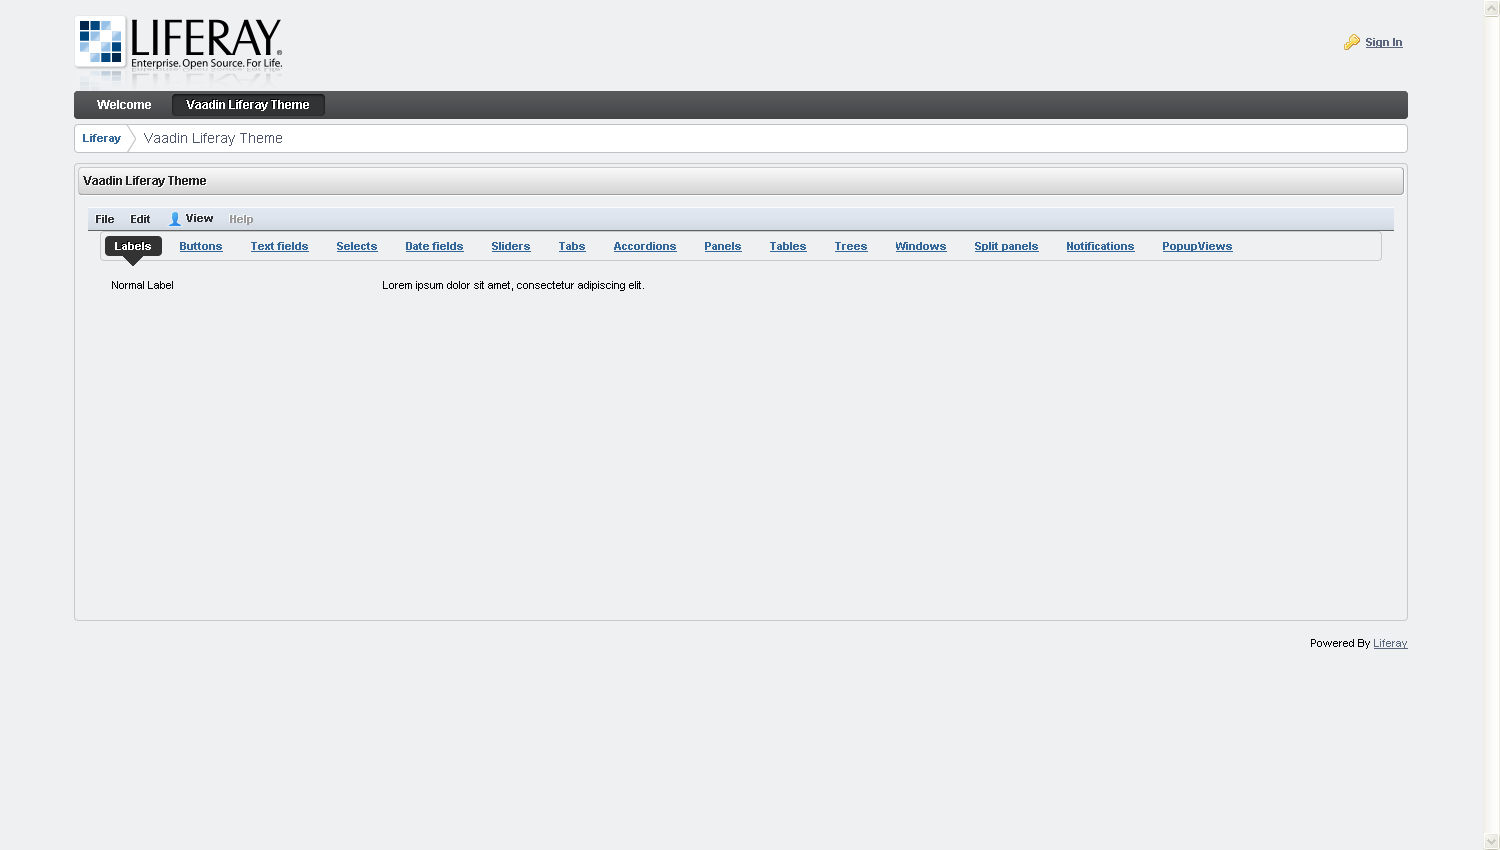 LIFERAY®
Enterprise. Open Source. For Life.
Sign In
Welcome Vaadin Liferay Theme
Liferay Vaadin Liferay Theme
Vaadin Liferay Theme
File Edit View Help
Labels Buttons Text fields Selects Date fields Sliders Tabs Accordions Panels Tables Trees Windows Split panels Notifications PopupViews
Normal Label Lorem ipsum dolor sit amet, consectetur adipiscing elit.
Powered By Liferay